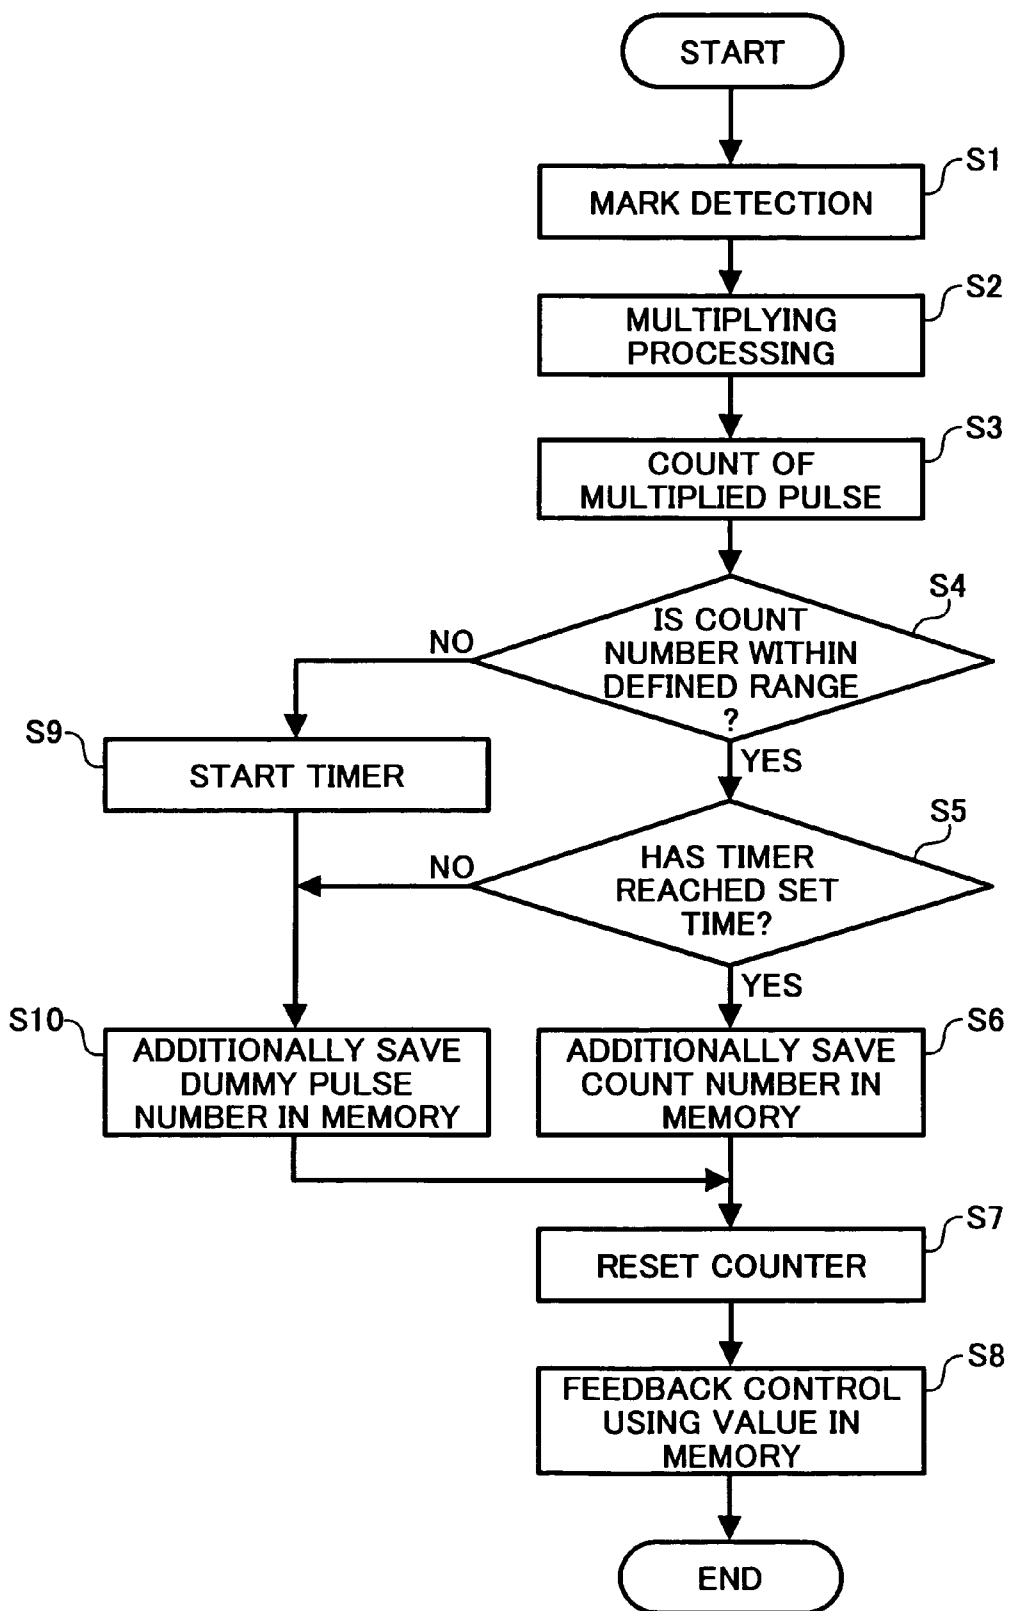 START
S1
MARK DETECTION
S2
MULTIPLYING
PROCESSING
S3
COUNT OF
MULTIPLIED PULSE
S4
IS COUNT
NUMBER WITHIN
DEFINED RANGE
?
NO
YES
S9
START TIMER
S5
HAS TIMER
REACHED SET
TIME?
NO
YES
S10
ADDITIONALLY SAVE
DUMMY PULSE
NUMBER IN MEMORY
S6
ADDITIONALLY SAVE
COUNT NUMBER IN
MEMORY
S7
RESET COUNTER
S8
FEEDBACK CONTROL
USING VALUE IN
MEMORY
END